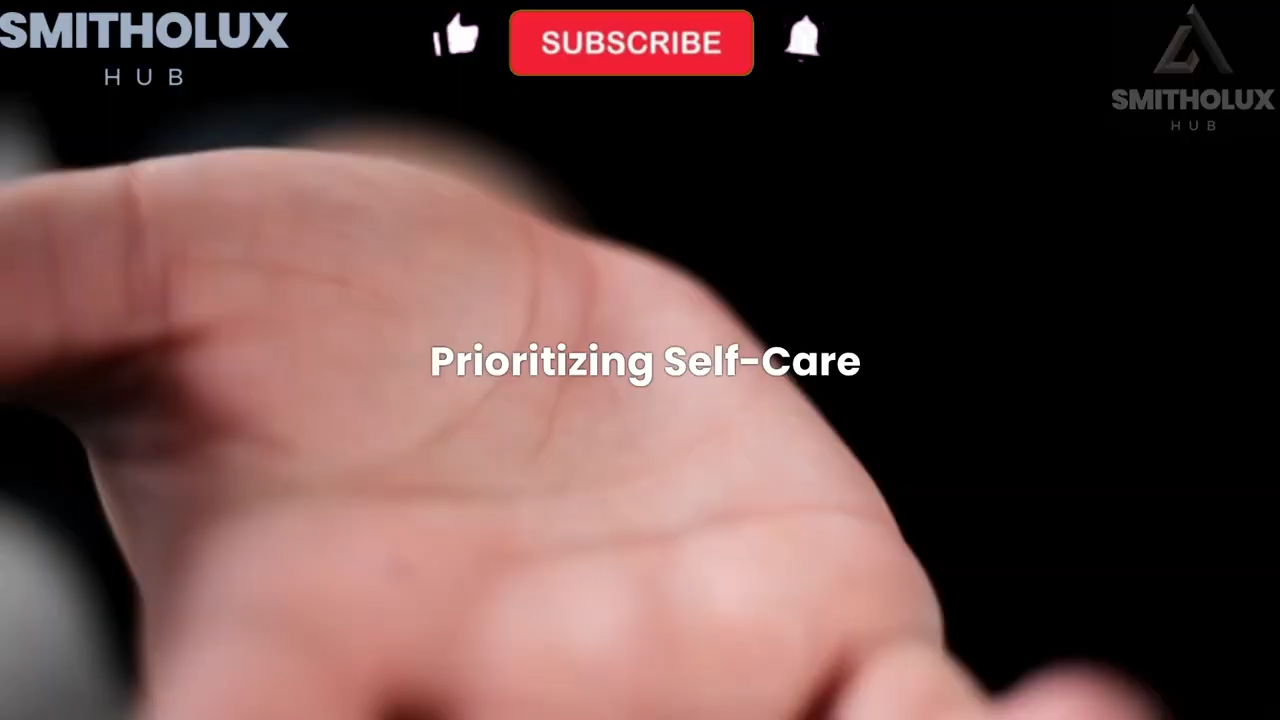 SMITHOLUX
HUB
SUBSCRIBE
SMITHOLUX
HUB
Prioritizing Self-Care